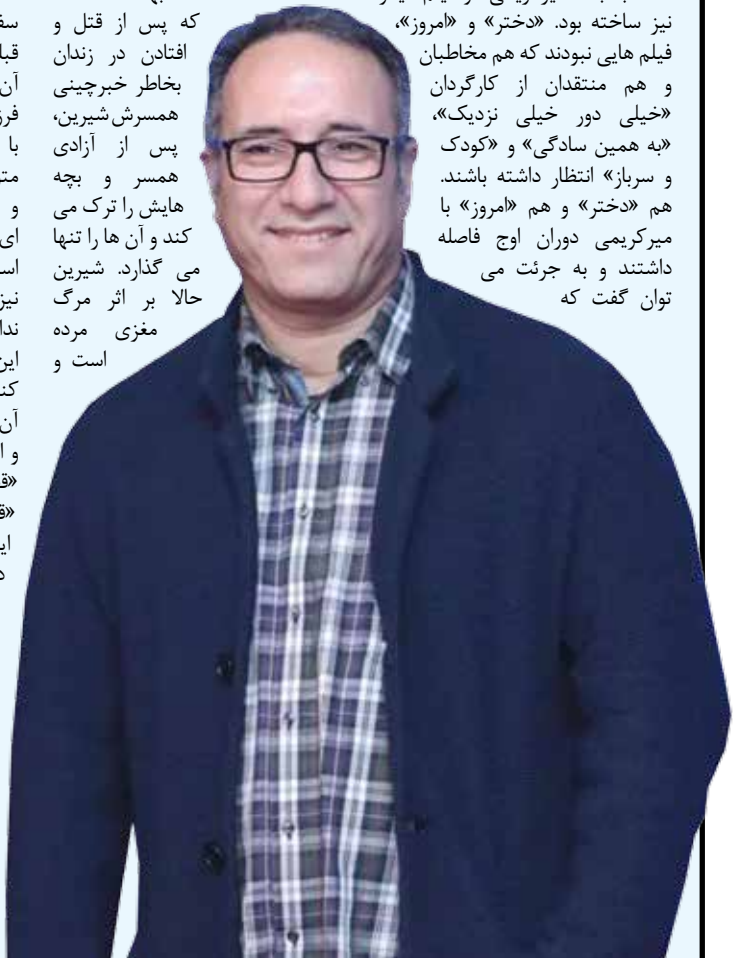 نیز ساخته بود. «دختر» و «امروز»،
فیلم هایی نبودند که هم مخاطبان
و هم منتقدان از کارگردان
«خیلی دور خیلی نزدیک»،
«به همین سادگی» و «کودک
و سرباز» انتظار داشته باشند.
هم «دختر» و هم «امروز» با
میرکریمی دوران اوج فاصله
داشتند و به جرئت می
توان گفت که
که پس از قتل و
افتادن در زندان
بخاطر خبرچینی
همسرش شیرین،
پس از آزادی
همسر و بچه
هایش را ترک می
کند و آن ها را تنها
می گذارد. شیرین
حالا بر اثر مرگ
مغزی مرده
است و
آن
با
و
نیز
آن
و